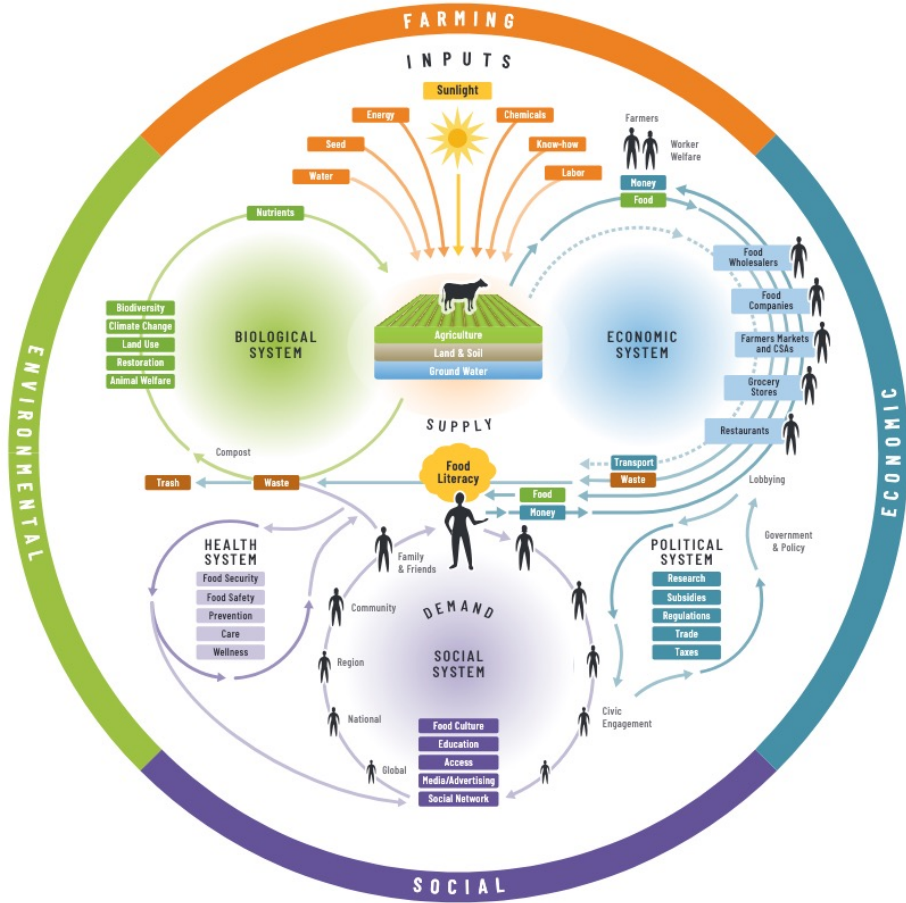 FARMING
INPUTS
Sunlight
Energy
Chemicals
Seed
Know-how
Water
Labor
Farmers
Worker
Welfare
Money
Food
Nutrients
Food
Wholesalers
Food
Companies
Farmers Markets
and CSAs
Grocery
Stores
Restaurants
Biodiversity
Climate Change
Land Use
Restoration
Animal Welfare
BIOLOGICAL
SYSTEM
Agriculture
Land & Soil
Ground Water
ECONOMIC
SYSTEM
ENVIRONMENTAL
ECONOMIC
SUPPLY
Compost
Trash
Waste
Food
Literacy
Transport
Waste
Food
Money
Lobbying
Government
& Policy
HEALTH
SYSTEM
Food Security
Food Safety
Prevention
Care
Wellness
Family
& Friends
Community
Region
National
Global
DEMAND
SOCIAL
SYSTEM
Food Culture
Education
Access
Media/Advertising
Social Network
POLITICAL
SYSTEM
Research
Subsidies
Regulations
Trade
Taxes
Civic
Engagement
SOCIAL